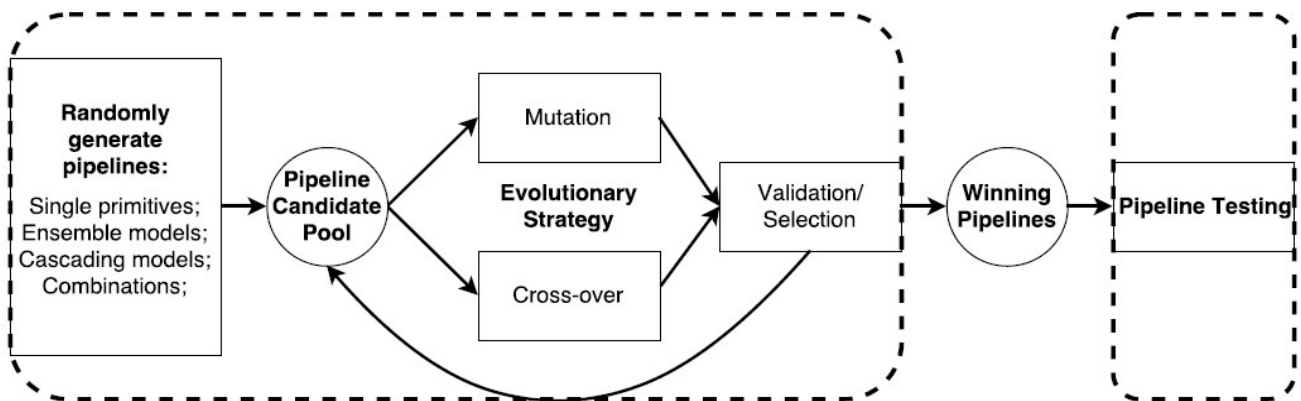 Randomly
generate
pipelines:
Single primitives;
Ensemble models;
Cascading models;
Combinations;
Pipeline
Candidate
Pool
Mutation
Evolutionary
Strategy
Cross-over
Validation/
Selection
Winning
Pipelines
Pipeline Testing